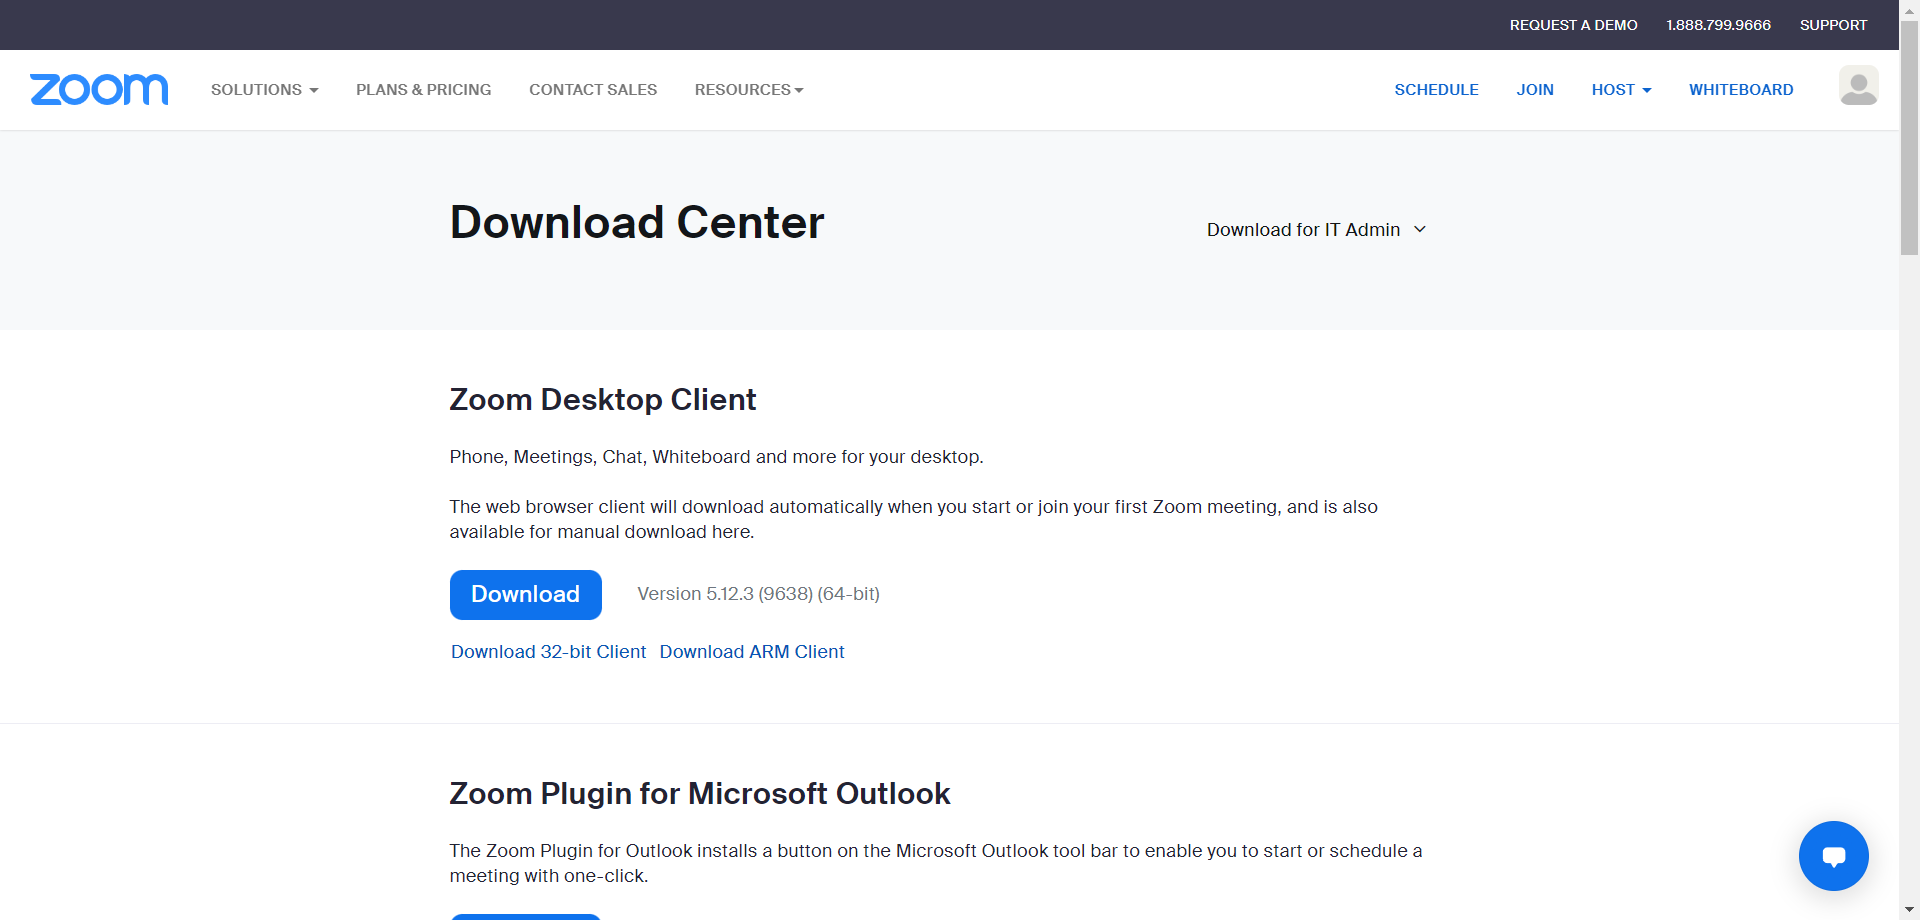 REQUEST A DEMO 1.888.799.9666 SUPPORT
zoom SOLUTIONS PLANS & PRICING CONTACT SALES RESOURCES SCHEDULE JOIN HOST WHITEBOARD
Download Center
Download for IT Admin
Zoom Desktop Client
Phone, Meetings, Chat, Whiteboard and more for your desktop.
The web browser client will download automatically when you start or join your first Zoom meeting, and is also
available for manual download here.
Download Version 5.12.3 (9638) (64-bit)
Download 32-bit Client Download ARM Client
Zoom Plugin for Microsoft Outlook
The Zoom Plugin for Outlook installs a button on the Microsoft Outlook tool bar to enable you to start or schedule a
meeting with one-click.